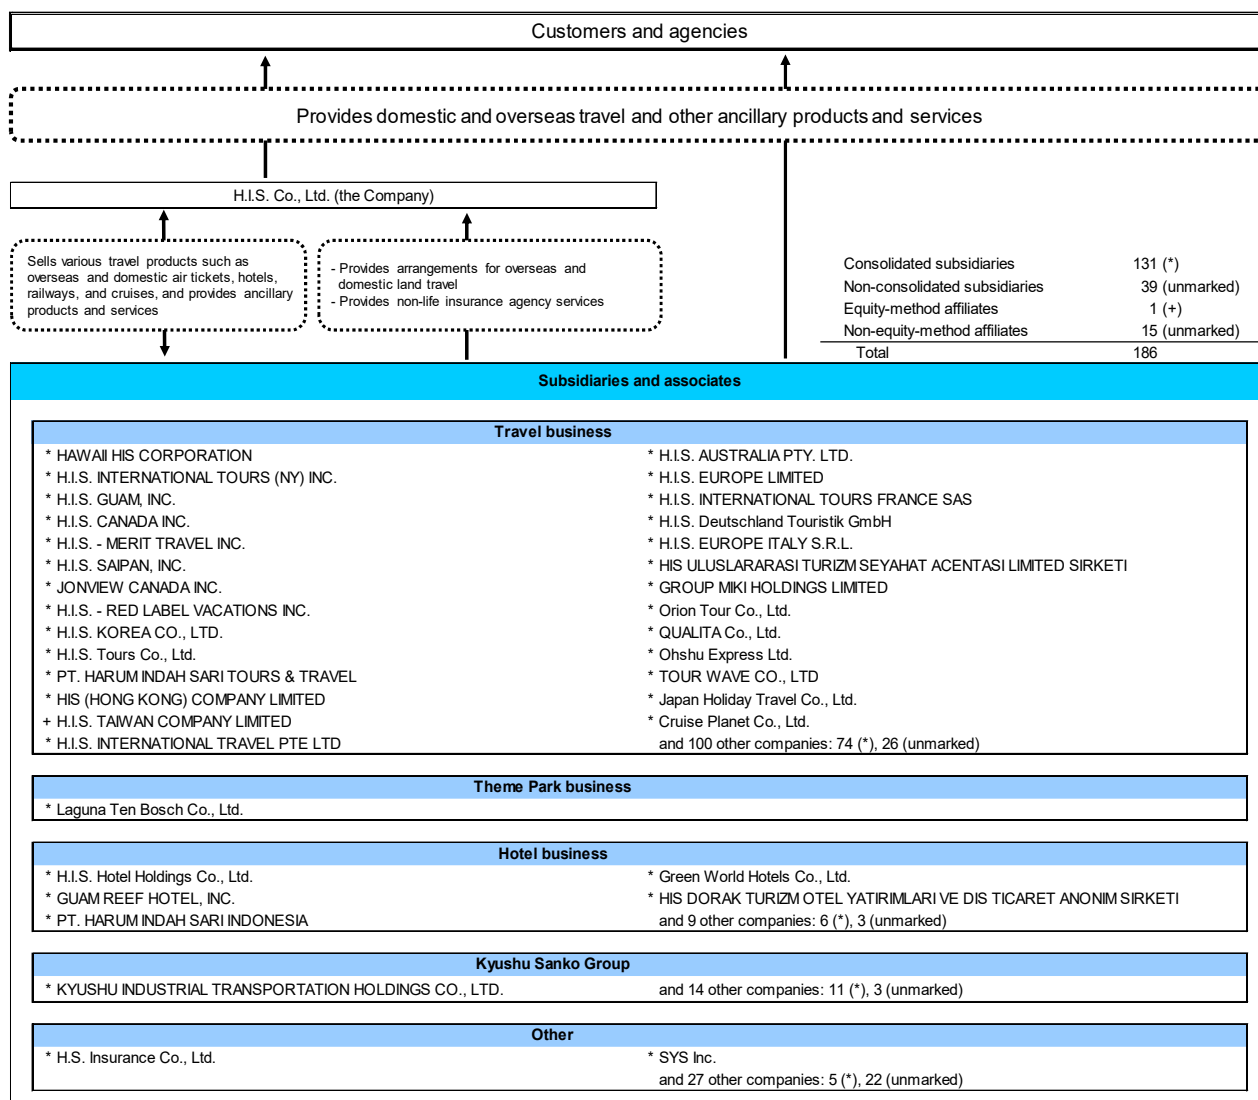 Customers and agencies
Provides domestic and overseas travel and other ancillary products and services
H.I.S. Co., Ltd. (the Company)
Sells various travel products such as
overseas and domestic air tickets, hotels,
railways, and cruises, and provides ancillary
products and services
- Provides arrangements for overseas and
domestic land travel
- Provides non-life insurance agency services
Consolidated subsidiaries 131 (*)
Non-consolidated subsidiaries 39 (unmarked)
Equity-method affiliates 1 (+)
Non-equity-method affiliates 15 (unmarked)
Total 186
Subsidiaries and associates
Travel business
* HAWAII HIS CORPORATION
* H.I.S. INTERNATIONAL TOURS (NY) INC.
* H.I.S. GUAM, INC.
* H.I.S. CANADA INC.
* H.I.S. - MERIT TRAVEL INC.
* H.I.S. SAIPAN, INC.
* JONVIEW CANADA INC.
* H.I.S. - RED LABEL VACATIONS INC.
* H.I.S. KOREA CO., LTD.
* H.I.S. Tours Co., Ltd.
* PT. HARUM INDAH SARI TOURS & TRAVEL
* HIS (HONG KONG) COMPANY LIMITED
+ H.I.S. TAIWAN COMPANY LIMITED
* H.I.S. INTERNATIONAL TRAVEL PTE LTD
* H.I.S. AUSTRALIA PTY. LTD.
* H.I.S. EUROPE LIMITED
* H.I.S. INTERNATIONAL TOURS FRANCE SAS
* H.I.S. Deutschland Touristik GmbH
* H.I.S. EUROPE ITALY S.R.L.
* HIS ULUSLARARASI TURIZM SEYAHAT ACENTASI LIMITED SIRKETI
* GROUP MIKI HOLDINGS LIMITED
* Orion Tour Co., Ltd.
* QUALITA Co., Ltd.
* Ohshu Express Ltd.
* TOUR WAVE CO., LTD
* Japan Holiday Travel Co., Ltd.
* Cruise Planet Co., Ltd.
and 100 other companies: 74 (*), 26 (unmarked)
Theme Park business
* Laguna Ten Bosch Co., Ltd.
Hotel business
* H.I.S. Hotel Holdings Co., Ltd.
* GUAM REEF HOTEL, INC.
* PT. HARUM INDAH SARI INDONESIA
* Green World Hotels Co., Ltd.
* HIS DORAK TURIZM OTEL YATIRIMLARI VE DIS TICARET ANONIM SIRKETI
and 9 other companies: 6 (*), 3 (unmarked)
Kyushu Sanko Group
* KYUSHU INDUSTRIAL TRANSPORTATION HOLDINGS CO., LTD.
and 14 other companies: 11 (*), 3 (unmarked)
Other
* H.S. Insurance Co., Ltd.
* SYS Inc.
and 27 other companies: 5 (*), 22 (unmarked)